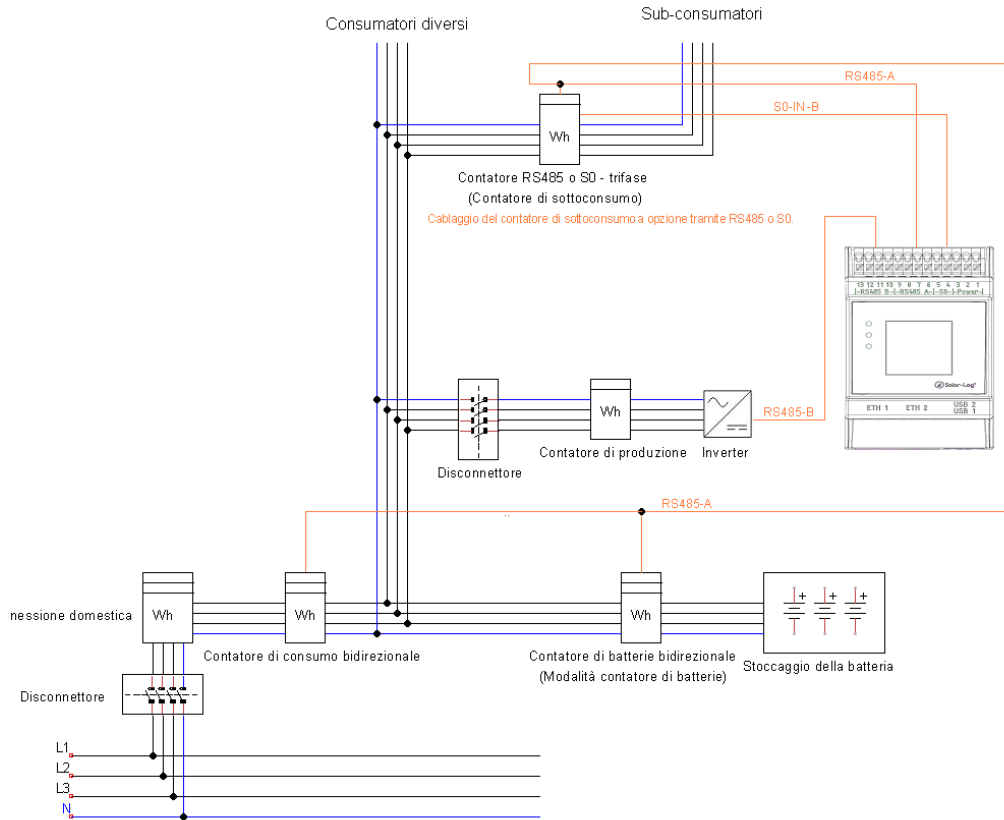 Consumatori diversi
Sub-consumatori
RS485-A
S0-IN-B
Wh
Contatore RS485 o S0 - trifase
(Contatore di sottoconsumo)
Cablaggio del contatore di sottoconsumo a opzione tramite RS485 o S0.
13 12 11 10 9 8 7 6 5 4 3 2 1
|-RS485 B-|-RS485 A-|-S0-|-Power-|
Solar-Log®
ETH 1 ETH 2 USB 2
USB 1
Wh
RS485-B
Contatore di produzione
Inverter
Disconnettore
RS485-A
..
Wh
Wh
Wh
+ + +
nessione domestica
Contatore di consumo bidirezionale
Contatore di batterie bidirezionale
(Modalità contatore di batterie)
Stoccaggio della batteria
Disconnettore
L1
L2
L3
N